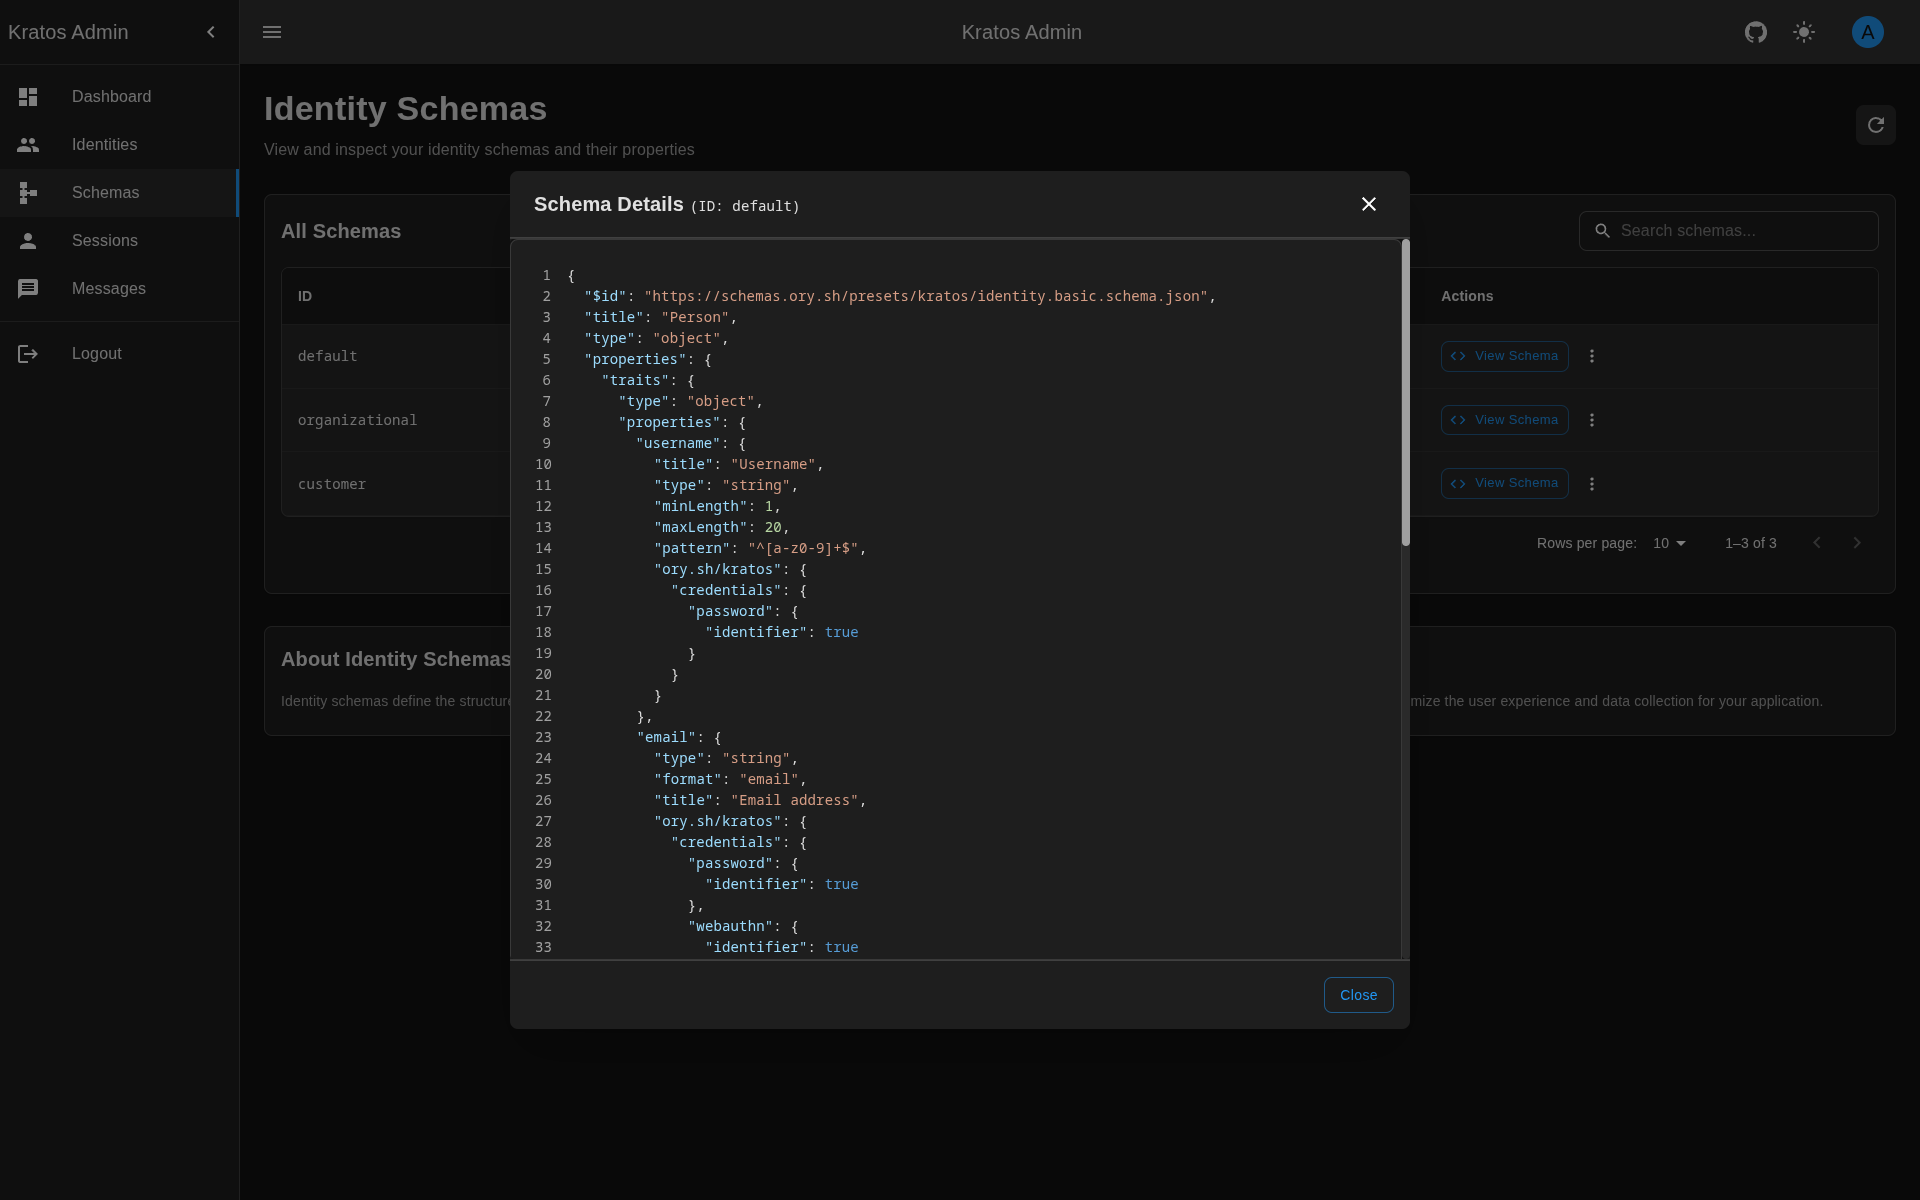 Kratos Admin
Kratos Admin
A
Dashboard
Identities
Schemas
Sessions
Messages
Logout
Identity Schemas
View and inspect your identity schemas and their properties
All Schemas
Search schemas...
ID
Actions
default
View Schema
organizational
View Schema
customer
View Schema
Rows per page: 10 1–3 of 3
About Identity Schemas
Identity schemas define the structure
mize the user experience and data collection for your application.
Schema Details (ID: default)
1 {
2   "$id": "https://schemas.ory.sh/presets/kratos/identity.basic.schema.json",
3   "title": "Person",
4   "type": "object",
5   "properties": {
6     "traits": {
7       "type": "object",
8       "properties": {
9         "username": {
10           "title": "Username",
11           "type": "string",
12           "minLength": 1,
13           "maxLength": 20,
14           "pattern": "^[a-z0-9]+$",
15           "ory.sh/kratos": {
16             "credentials": {
17               "password": {
18                 "identifier": true
19               }
20             }
21           }
22         },
23         "email": {
24           "type": "string",
25           "format": "email",
26           "title": "Email address",
27           "ory.sh/kratos": {
28             "credentials": {
29               "password": {
30                 "identifier": true
31               },
32               "webauthn": {
33                 "identifier": true
Close